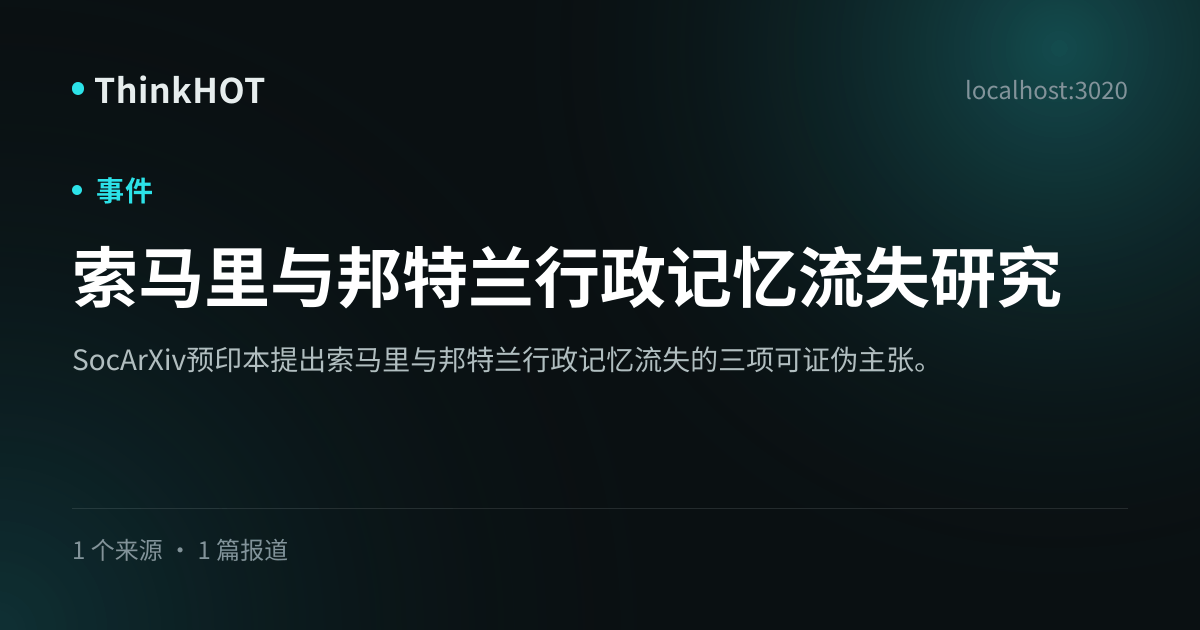 ThinkHOT
localhost:3020
事件
索马里与邦特兰行政记忆流失研究
SocArXiv预印本提出索马里与邦特兰行政记忆流失的三项可证伪主张。
1 个来源 · 1 篇报道